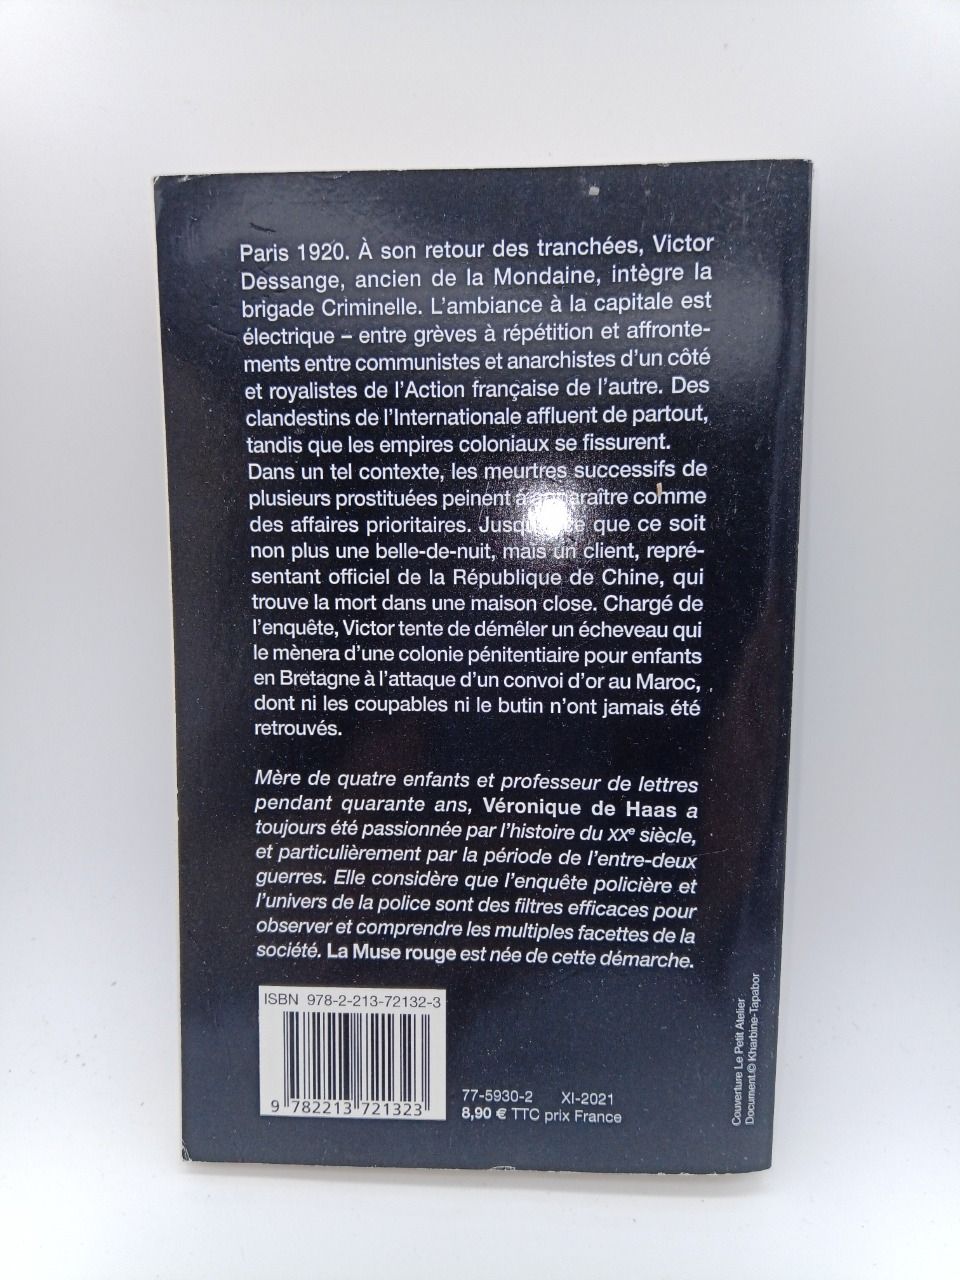 Paris 1920. À son retour des tranchées, Victor
Dessange, ancien de la Mondaine, intègre la
brigade Criminelle. L'ambiance à la capitale est
électrique – entre grèves à répétition et affronte-
ments entre communistes et anarchistes d'un côté
et royalistes de l'Action française de l'autre. Des
clandestins de l'Internationale affluent de partout,
tandis que les empires coloniaux se fissurent.
Dans un tel contexte, les meurtres successifs de
plusieurs prostituées peinent à apparaître comme
des affaires prioritaires. que ce soit
non plus une belle-de-nuit, mais un client, repré-
sentant officiel de la République de Chine, qui
trouve la mort dans une maison close. Chargé de
l'enquête, Victor tente de démêler un écheveau qui
le mènera d'une colonie pénitentiaire pour enfants
en Bretagne à l'attaque d'un convoi d'or au Maroc,
dont ni les coupables ni le butin n'ont jamais été
retrouvés.
Mère de quatre enfants et professeur de lettres
pendant quarante ans, Véronique de Haas a
toujours été passionnée par l'histoire du XXe siècle,
et particulièrement par la période de l'entre-deux
guerres. Elle considère que l'enquête policière et
l'univers de la police sont des filtres efficaces pour
observer et comprendre les multiples facettes de la
société. La Muse rouge est née de cette démarche.
ISBN 978-2-213-72132-3
9 782213 721323
77-5930-2 XI-2021
8,90 € TTC prix France
Couverture Le Petit Atelier
Document © Kharbine-Tapabor